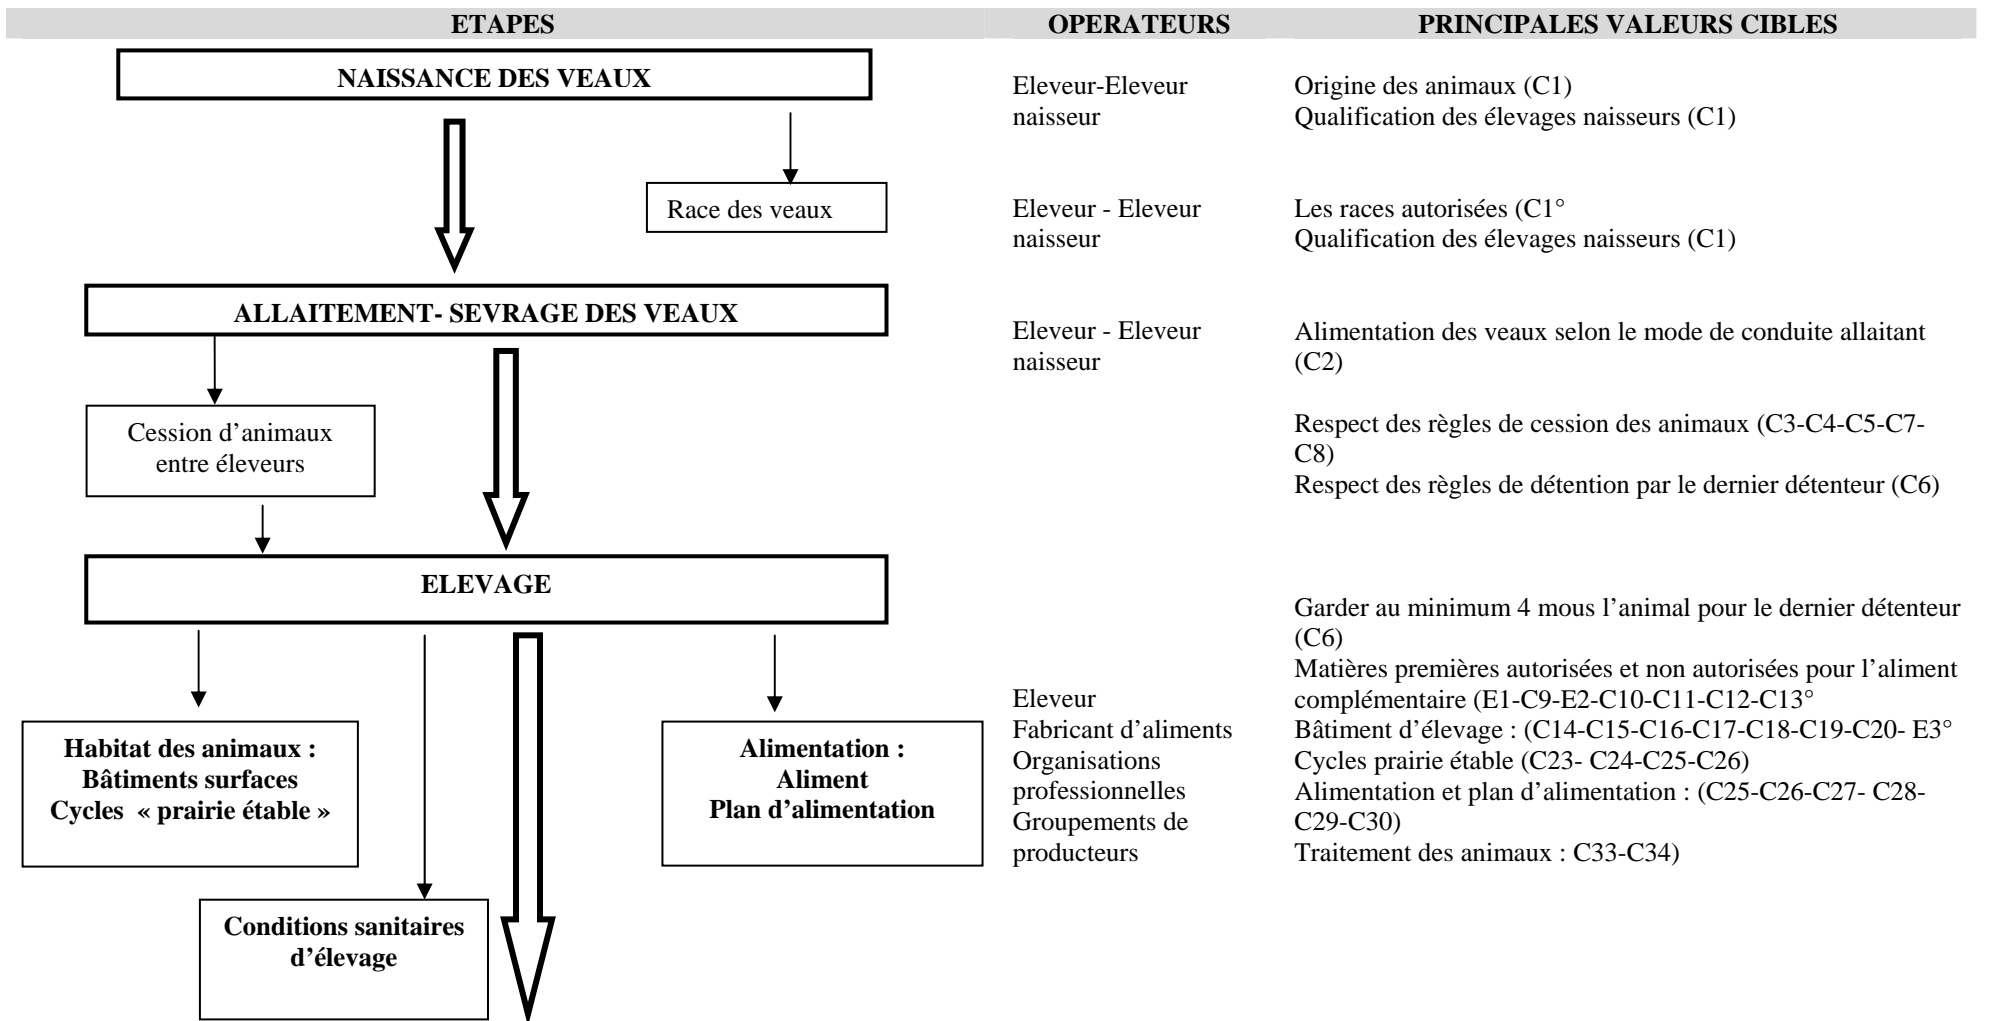 ETAPES OPERATEURS PRINCIPALES VALEURS CIBLES
NAISSANCE DES VEAUX
Eleveur-Eleveur
naisseur
Origine des animaux (C1)
Qualification des élevages naisseurs (C1)
Race des veaux
Eleveur - Eleveur
naisseur
Les races autorisées (C1°
Qualification des élevages naisseurs (C1)
ALLAITEMENT- SEVRAGE DES VEAUX
Eleveur - Eleveur
naisseur
Alimentation des veaux selon le mode de conduite allaitant
(C2)
Cession d’animaux
entre éleveurs
Respect des règles de cession des animaux (C3-C4-C5-C7-
C8)
Respect des règles de détention par le dernier détenteur (C6)
ELEVAGE
Habitat des animaux :
Bâtiments surfaces
Cycles « prairie étable »
Alimentation :
Aliment
Plan d’alimentation
Conditions sanitaires
d’élevage
Eleveur
Fabricant d’aliments
Organisations
professionnelles
Groupements de
producteurs
Garder au minimum 4 mous l’animal pour le dernier détenteur
(C6)
Matières premières autorisées et non autorisées pour l’aliment
complémentaire (E1-C9-E2-C10-C11-C12-C13°
Bâtiment d’élevage : (C14-C15-C16-C17-C18-C19-C20- E3°
Cycles prairie étable (C23- C24-C25-C26)
Alimentation et plan d’alimentation : (C25-C26-C27- C28-
C29-C30)
Traitement des animaux : C33-C34)